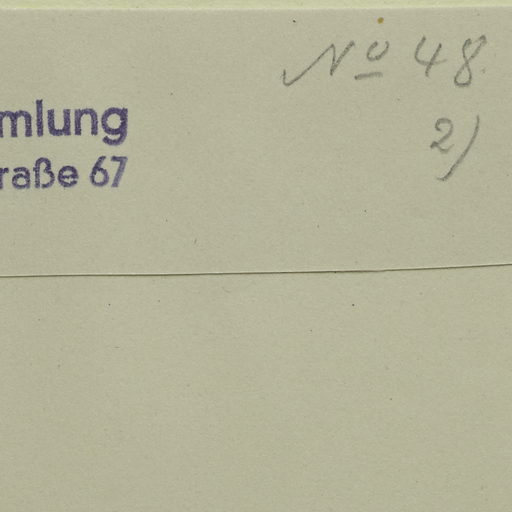 Nº 48
mlung
2)
raße 67